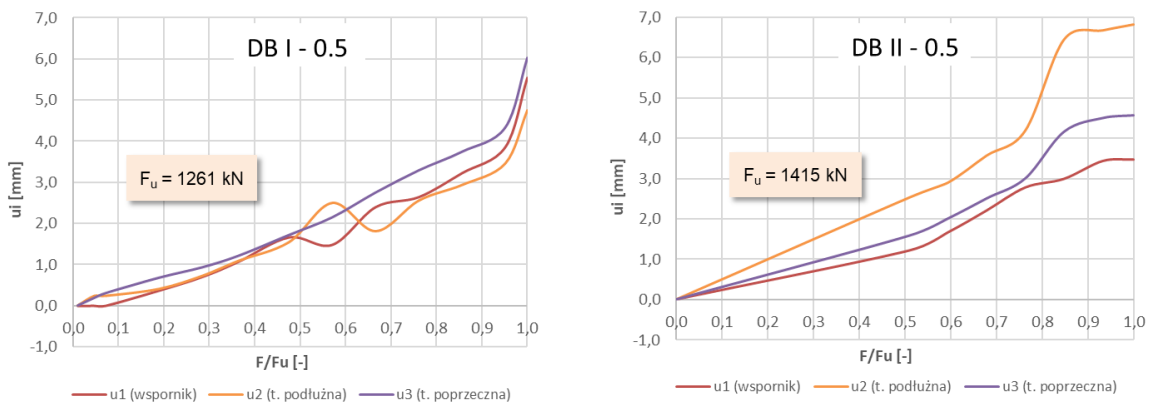 DB I - 0.5
7,0
6,0
5,0
4,0
3,0
2,0
1,0
0,0
-1,0
ui [mm]
Fu = 1261 kN
0,0 0,1 0,2 0,3 0,4 0,5 0,6 0,7 0,8 0,9 1,0
F/Fu [-]
u1 (wspornik) u2 (t. podłużna) u3 (t. poprzeczna)
DB II - 0.5
7,0
6,0
5,0
4,0
3,0
2,0
1,0
0,0
-1,0
ui [mm]
Fu = 1415 kN
0,0 0,1 0,2 0,3 0,4 0,5 0,6 0,7 0,8 0,9 1,0
F/Fu [-]
u1 (wspornik) u2 (t. podłużna) u3 (t. poprzeczna)